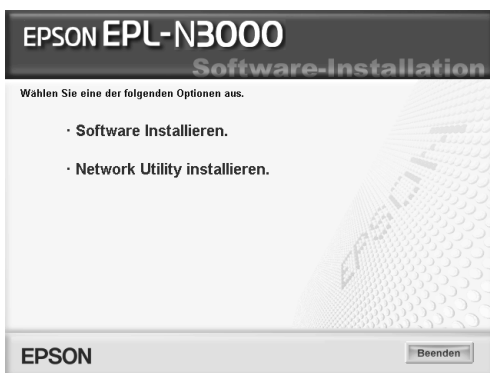 EPSON EPL-N3000
Software-Installation
Wählen Sie eine der folgenden Optionen aus.
· Software Installieren.
· Network Utility installieren.
EPSON
EPSON
Beenden